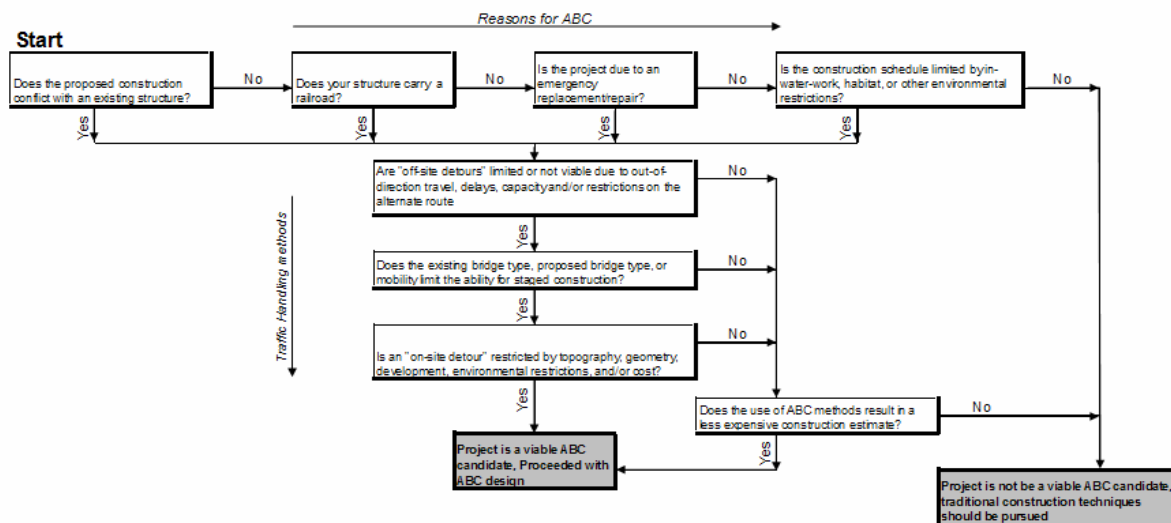 Reasons for ABC
Start
Does the proposed construction
conflict with an existing structure?
No
Does your structure carry a
railroad?
No
Is the project due to an
emergency
replacement/repair?
No
Is the construction schedule limited by in-
water-work, habitat, or other environmental
restrictions?
No
Yes
Yes
Yes
Yes
Traffic Handling methods
Are "off-site detours" limited or not viable due to out-of-
direction travel, delays, capacity and/or restrictions on the
alternate route
No
Yes
Does the existing bridge type, proposed bridge type, or
mobility limit the ability for staged construction?
No
Yes
Is an "on-site detour" restricted by topography, geometry,
development, environmental restrictions, and/or cost?
No
Yes
Does the use of ABC methods result in a
less expensive construction estimate?
No
Yes
Project is a viable ABC
candidate, Proceeded with
ABC design
Project is not be a viable ABC candidate,
traditional construction techniques
should be pursued